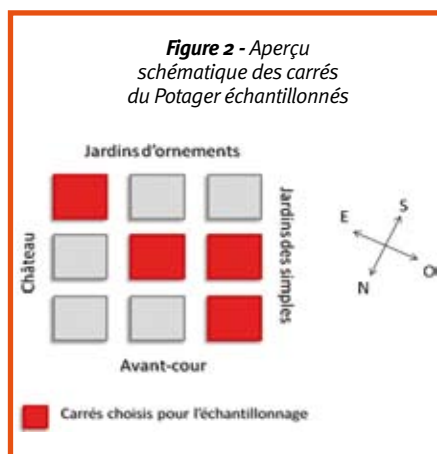 Figure 2 - Aperçu
schématique des carrés
du Potager échantillonnés
Jardins d'ornements
Château
Jardins des simples
S
E
N
O
Avant-cour
Carrés choisis pour l'échantillonnage